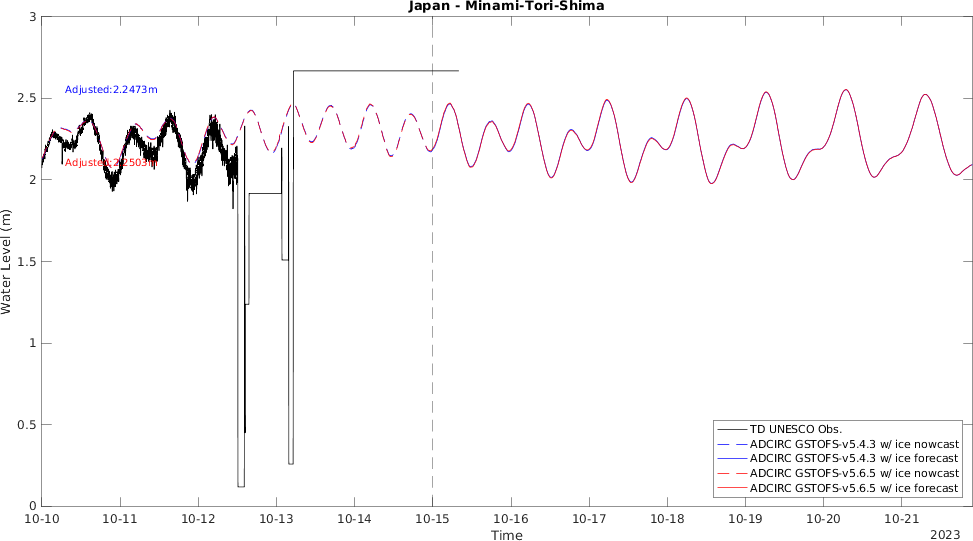 Japan - Minami-Tori-Shima
3
2.5
2
1.5
1
0.5
0
Water Level (m)
Adjusted:2.2473m
Adjusted:2.2503m
TD UNESCO Obs.
ADCIRC GSTOFS-v5.4.3 w/ ice nowcast
ADCIRC GSTOFS-v5.4.3 w/ ice forecast
ADCIRC GSTOFS-v5.6.5 w/ ice nowcast
ADCIRC GSTOFS-v5.6.5 w/ ice forecast
10-10 10-11 10-12 10-13 10-14 10-15 10-16 10-17 10-18 10-19 10-20 10-21
Time
2023